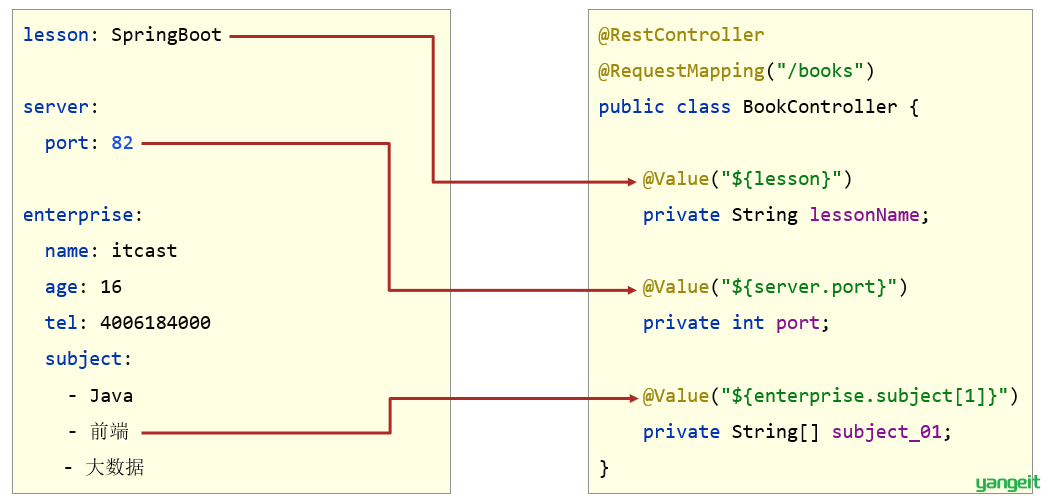 lesson: SpringBoot
server:
port: 82
enterprise:
name: itcast
age: 16
tel: 4006184000
subject:
- Java
- 前端
- 大数据
@RestController
@RequestMapping("/books")
public class BookController {
@Value("${lesson}")
private String lessonName;
@Value("${server.port}")
private int port;
@Value("${enterprise.subject[1]}")
private String[] subject_01;
}
yangeit